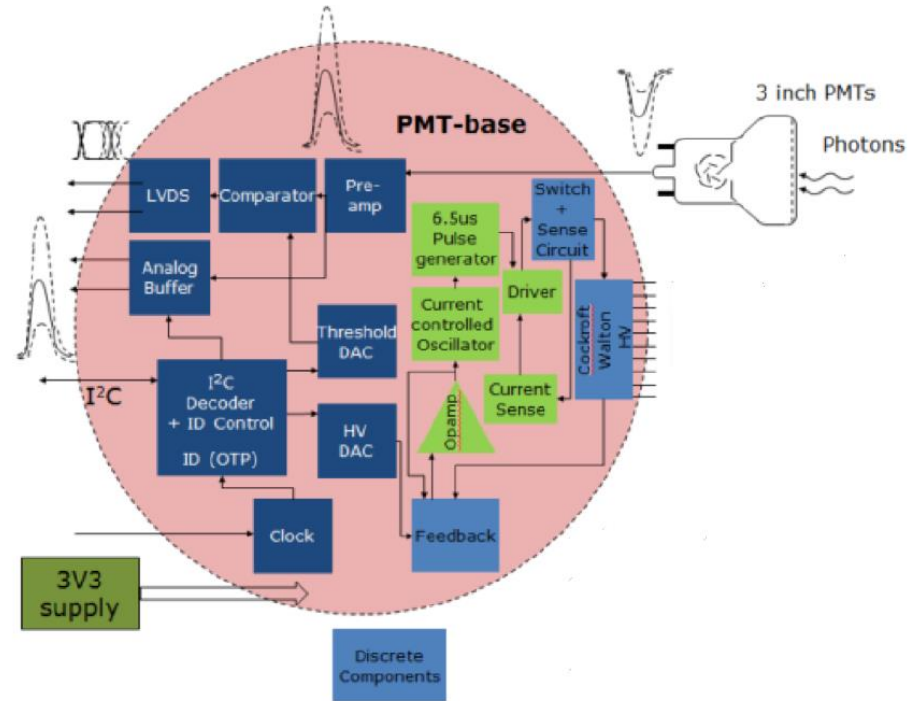 3 inch PMTs
Photons
PMT-base
LVDS
Comparator
Pre-
amp
Switch
+
Sense
Circuit
6.5us
Pulse
generator
Analog
Buffer
Driver
Current
controlled
Oscillator
Cockroft
Walton
HV
Threshold
DAC
I²C
I²C
Decoder
+ ID Control
ID (OTP)
Current
Sense
Opamp
HV
DAC
Clock
Feedback
3V3
supply
Discrete
Components